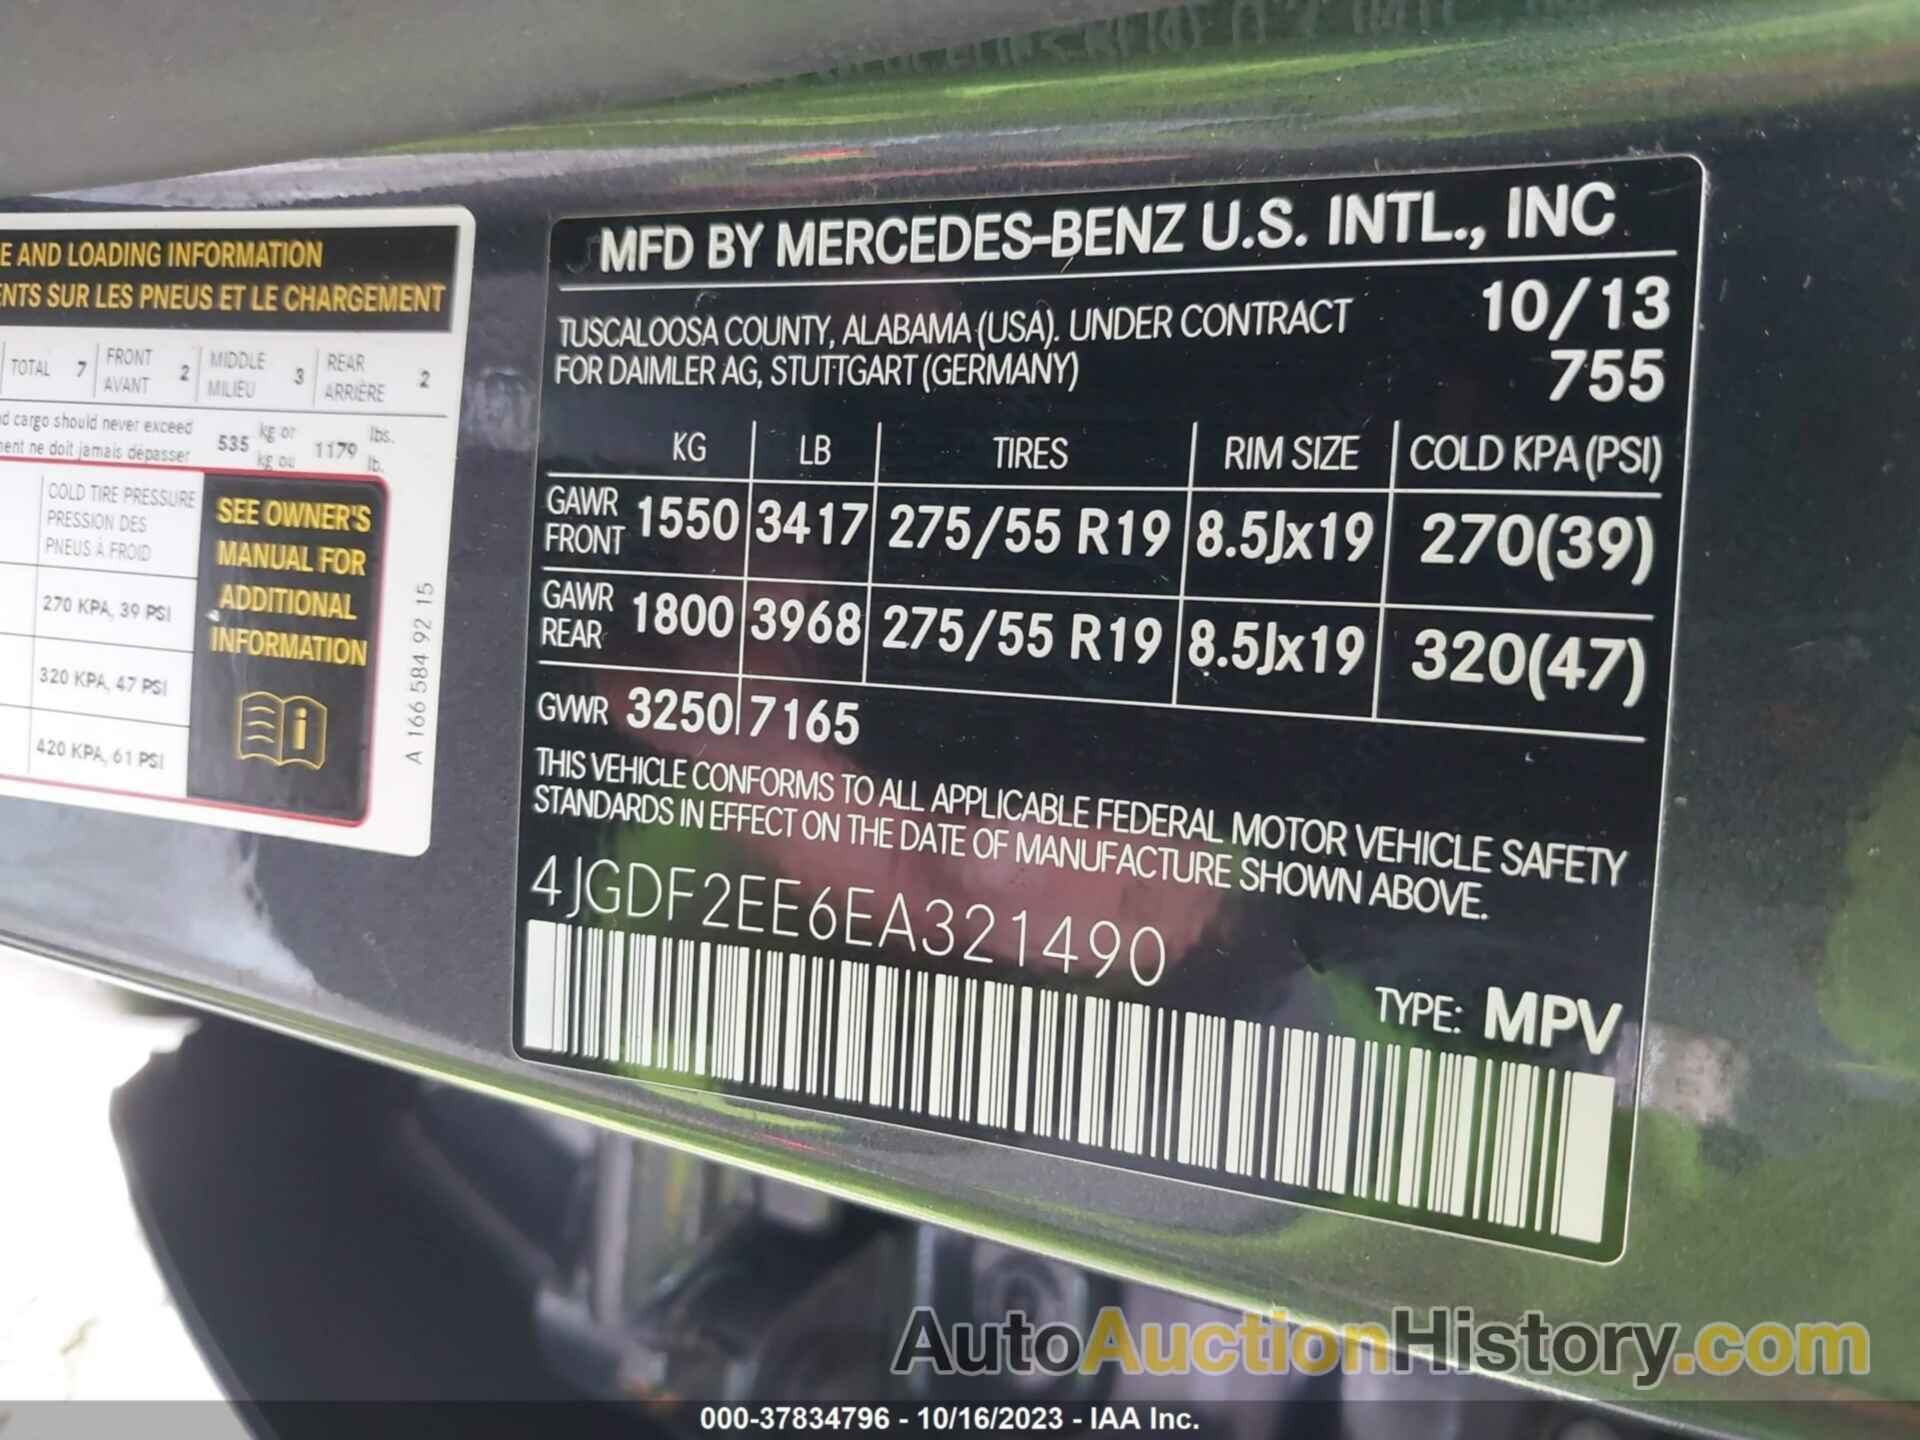 E AND LOADING INFORMATION
ENTS SUR LES PNEUS ET LE CHARGEMENT
TOTAL 7 FRONT AVANT 2 MIDDLE MILIEU 3 REAR ARRIÈRE 2
d cargo should never exceed
ment ne doit jamais dépasser
535 kg or kg ou 1179 lbs. lb.
COLD TIRE PRESSURE
PRESSION DES
PNEUS À FROID
270 KPA, 39 PSI
320 KPA, 47 PSI
420 KPA, 61 PSI
SEE OWNER'S
MANUAL FOR
ADDITIONAL
INFORMATION
A 166 584 92 15
MFD BY MERCEDES-BENZ U.S. INTL., INC
TUSCALOOSA COUNTY, ALABAMA (USA). UNDER CONTRACT 10/13
FOR DAIMLER AG, STUTTGART (GERMANY) 755
KG LB TIRES RIM SIZE COLD KPA (PSI)
GAWR FRONT 1550 3417 275/55 R19 8.5Jx19 270(39)
GAWR REAR 1800 3968 275/55 R19 8.5Jx19 320(47)
GVWR 3250 7165
THIS VEHICLE CONFORMS TO ALL APPLICABLE FEDERAL MOTOR VEHICLE SAFETY
STANDARDS IN EFFECT ON THE DATE OF MANUFACTURE SHOWN ABOVE.
4JGDF2EE6EA321490
TYPE: MPV
AutoAuctionHistory.com
000-37834796 - 10/16/2023 - IAA Inc.